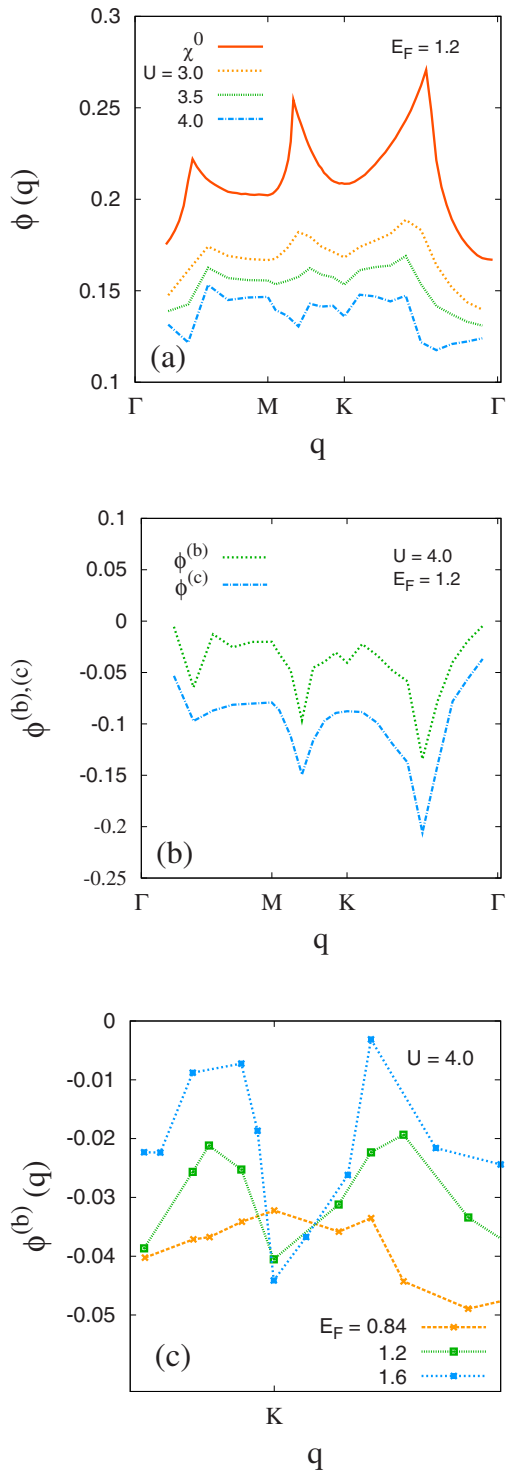 0.3
χ⁰
E_F = 1.2
U = 3.0
3.5
4.0
0.25
0.2
0.15
0.1
ϕ (q)
(a)
Γ M K Γ
q
0.1
0.05
0
-0.05
-0.1
-0.15
-0.2
-0.25
ϕ^(b)
ϕ^(c)
U = 4.0
E_F = 1.2
ϕ^(b),(c)
(b)
Γ M K Γ
q
0
-0.01
-0.02
-0.03
-0.04
-0.05
U = 4.0
ϕ^(b) (q)
E_F = 0.84
1.2
1.6
(c)
K
q